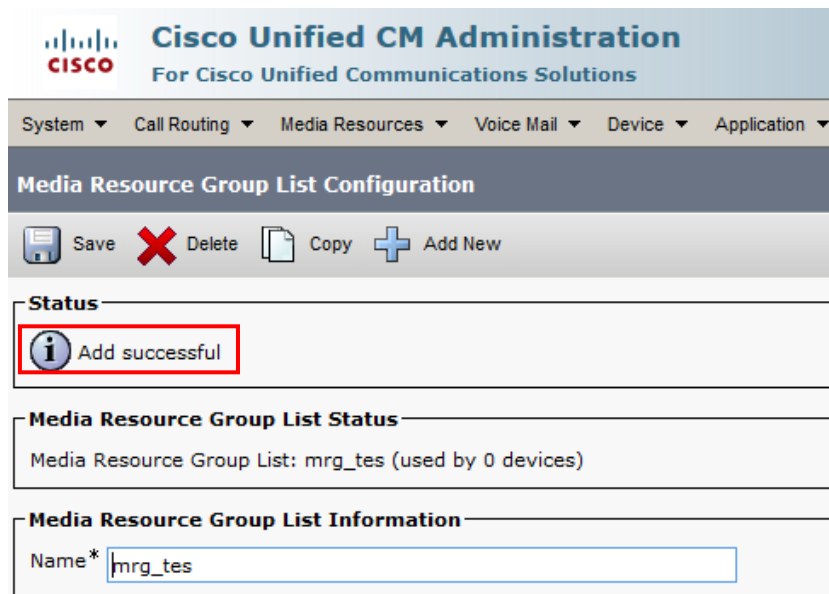 Cisco Unified CM Administration
CISCO
For Cisco Unified Communications Solutions
System Call Routing Media Resources Voice Mail Device Application
Media Resource Group List Configuration
Save Delete Copy Add New
Status
i Add successful
Media Resource Group List Status
Media Resource Group List: mrg_tes (used by 0 devices)
Media Resource Group List Information
Name* mrg_tes